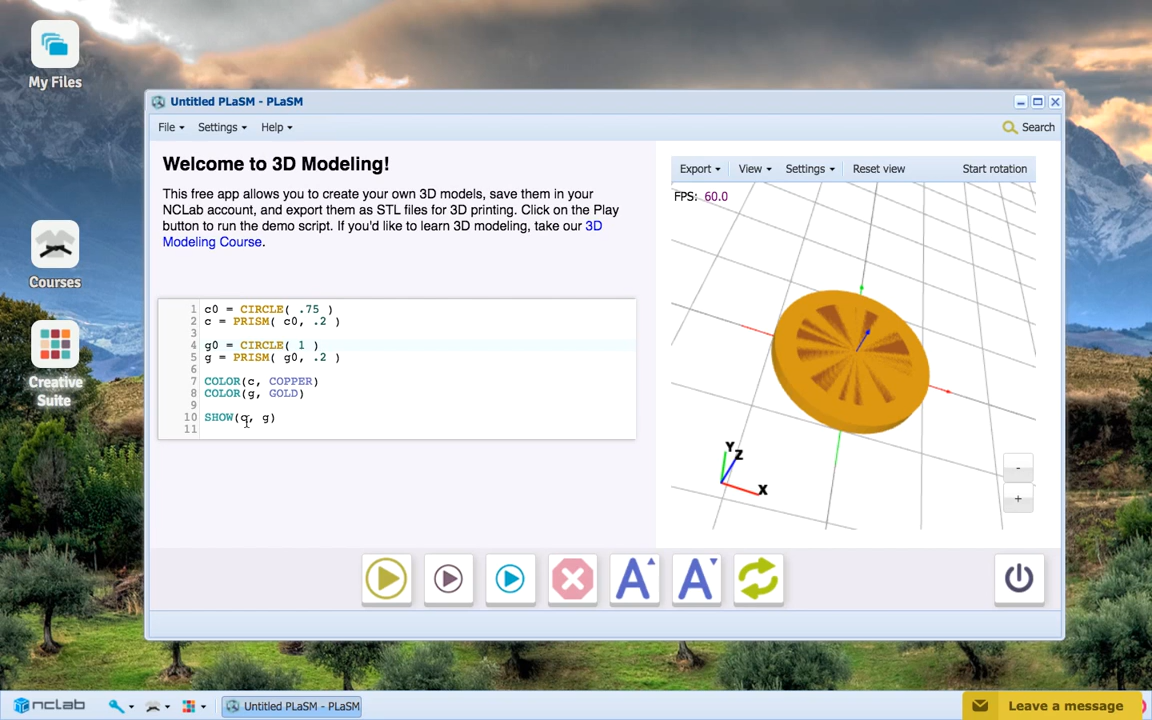 My Files
Courses
Creative
Suite
Untitled PLaSM - PLaSM
File
Settings
Help
Search
Welcome to 3D Modeling!
This free app allows you to create your own 3D models, save them in your
NCLab account, and export them as STL files for 3D printing. Click on the Play
button to run the demo script. If you'd like to learn 3D modeling, take our 3D
Modeling Course.
1 c0 = CIRCLE( .75 )
2 c = PRISM( c0, .2 )
3
4 g0 = CIRCLE( 1 )
5 g = PRISM( g0, .2 )
6
7 COLOR(c, COPPER)
8 COLOR(g, GOLD)
9
10 SHOW(c, g)
11
Export
View
Settings
Reset view
Start rotation
FPS: 60.0
Y
Z
X
-
+
A
A
nclab
Untitled PLaSM - PLaSM
Leave a message